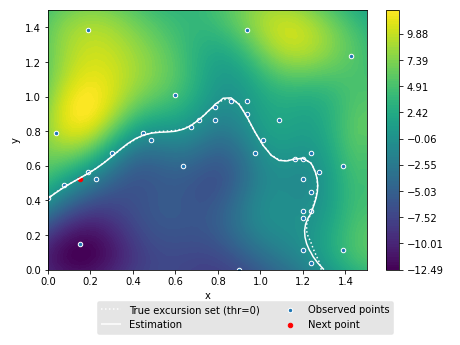 1.4
1.2
1.0
0.8
0.6
0.4
0.2
0.0
y
0.0 0.2 0.4 0.6 0.8 1.0 1.2 1.4
x
9.88
7.39
4.91
2.42
−0.06
−2.55
−5.03
−7.52
−10.01
−12.49
True excursion set (thr=0)
Estimation
Observed points
Next point